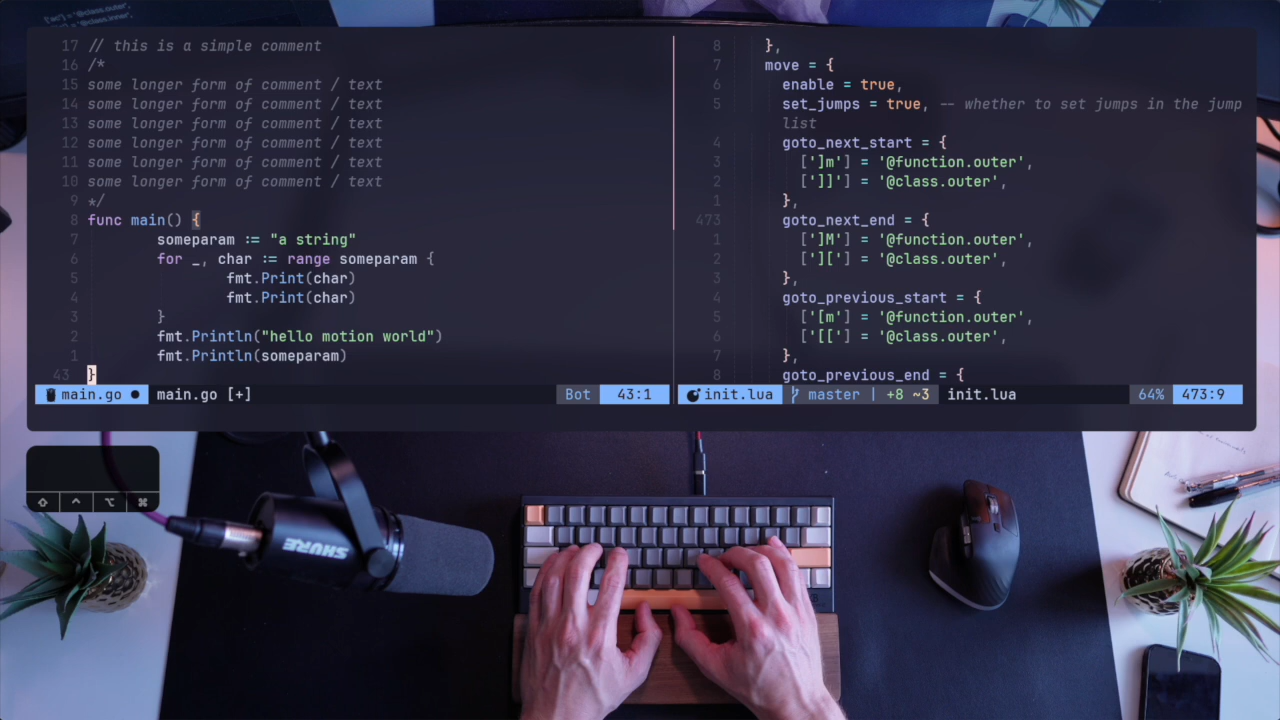 ["ac"] = "@class.outer",
["ic"] = "@class.inner",
17 // this is a simple comment
16 /*
15 some longer form of comment / text
14 some longer form of comment / text
13 some longer form of comment / text
12 some longer form of comment / text
11 some longer form of comment / text
10 some longer form of comment / text
9 */
8 func main() {
7 someparam := "a string"
6 for _, char := range someparam {
5 fmt.Print(char)
4 fmt.Print(char)
3 }
2 fmt.Println("hello motion world")
1 fmt.Println(someparam)
43 }
main.go ● main.go [+] Bot 43:1
8 },
7 move = {
6 enable = true,
5 set_jumps = true, -- whether to set jumps in the jump
list
4 goto_next_start = {
3 [']m'] = '@function.outer',
2 [']]'] = '@class.outer',
1 },
473 goto_next_end = {
1 [']M'] = '@function.outer',
2 [']['] = '@class.outer',
3 },
4 goto_previous_start = {
5 ['[m'] = '@function.outer',
6 ['[['] = '@class.outer',
7 },
8 goto_previous_end = {
init.lua master | +8 ~3 init.lua 64% 473:9
⇧ ^ ⌥ ⌘
SHURE